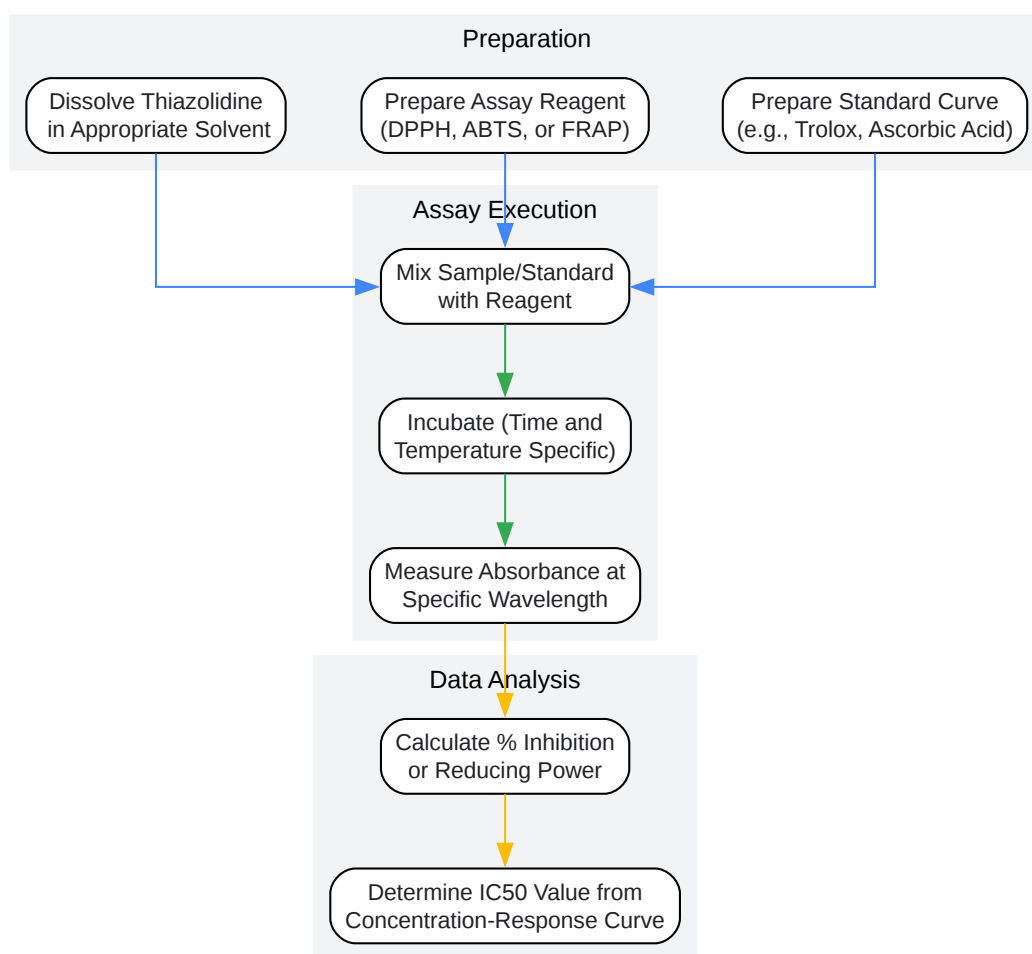 Preparation
Dissolve Thiazolidine
in Appropriate Solvent
Prepare Assay Reagent
(DPPH, ABTS, or FRAP)
Prepare Standard Curve
(e.g., Trolox, Ascorbic Acid)
Assay Execution
Mix Sample/Standard
with Reagent
Incubate (Time and
Temperature Specific)
Measure Absorbance at
Specific Wavelength
Data Analysis
Calculate % Inhibition
or Reducing Power
Determine IC50 Value from
Concentration-Response Curve